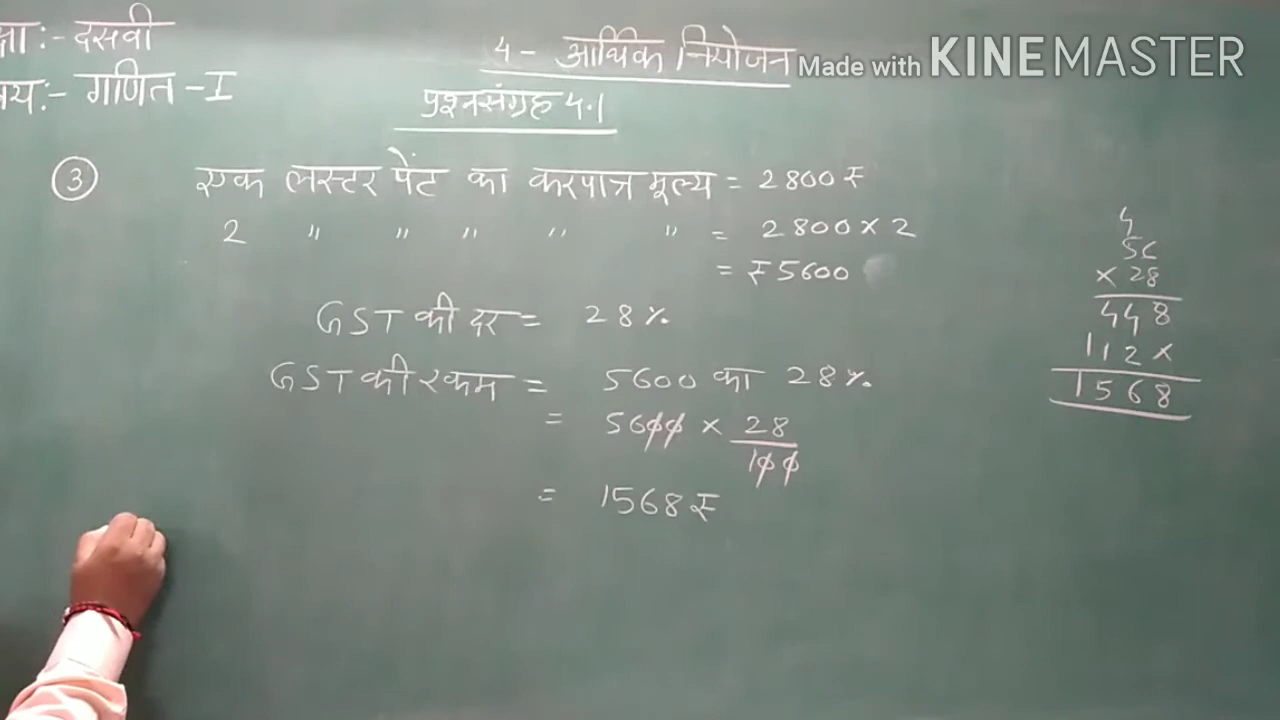 क्षा:- दसवी
षय:- गणित -I
4- आर्थिक नियोजन
Made with KINEMASTER
प्रश्नसंग्रह 4.1
3 एक लस्टर पेंट का करपात्र मूल्य = 2800 ₹
2 " " " " " = 2800 × 2
= ₹ 5600
GST की दर = 28 %
GST की रकम = 5600 का 28 %
= 5600 × 28
100
= 1568 ₹
4
56
× 28
448
112 ×
1568